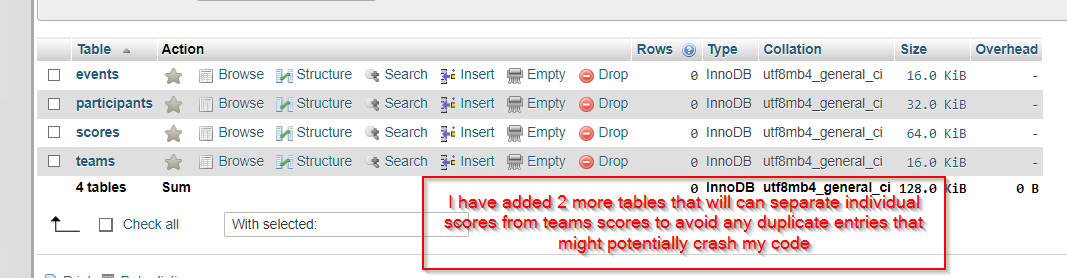 Table Action Rows Type Collation Size Overhead
events Browse Structure Search Insert Empty Drop 0 InnoDB utf8mb4_general_ci 16.0 KiB -
participants Browse Structure Search Insert Empty Drop 0 InnoDB utf8mb4_general_ci 32.0 KiB -
scores Browse Structure Search Insert Empty Drop 0 InnoDB utf8mb4_general_ci 64.0 KiB -
teams Browse Structure Search Insert Empty Drop 0 InnoDB utf8mb4_general_ci 16.0 KiB -
4 tables Sum 0 InnoDB utf8mb4_general_ci 128.0 KiB 0 B
I have added 2 more tables that will can separate individual
Check all With selected:
scores from teams scores to avoid any duplicate entries that
might potentially crash my code